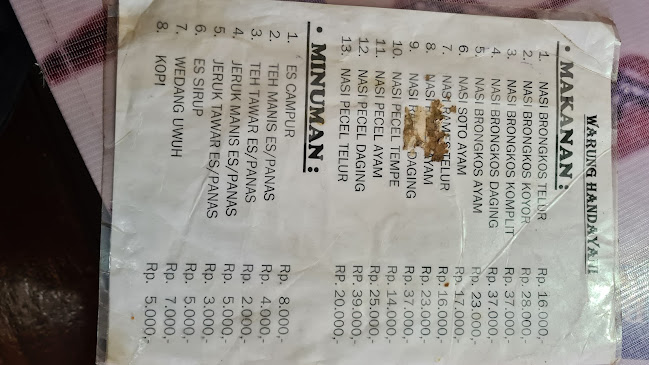 WARUNG HANDAYANI
• MAKANAN :
1. NASI BRONGKOS TELUR Rp. 16.000,-
2. NASI BRONGKOS KOYOR Rp. 28.000,-
3. NASI BRONGKOS KOMPLIT Rp. 37.000,-
4. NASI BRONGKOS DAGING Rp. 37.000,-
5. NASI BRONGKOS AYAM Rp. 23.000,-
6. NASI SOTO AYAM Rp. 17.000,-
7. NASI RAMES TELUR Rp. 16.000,-
8. NASI AYAM Rp. 23.000,-
9. NASI DAGING Rp. 37.000,-
10. NASI PECEL TEMPE Rp. 14.000,-
11. NASI PECEL AYAM Rp. 25.000,-
12. NASI PECEL DAGING RP. 39.000,-
13. NASI PECEL TELUR RP. 20.000,-
• MINUMAN :
1. ES CAMPUR Rp. 8.000,-
2. TEH MANIS ES/PANAS Rp. 4.000,-
3. TEH TAWAR ES/PANAS Rp. 2.000,-
4. JERUK MANIS ES/PANAS Rp. 5.000,-
5. JERUK TAWAR ES/PANAS Rp. 3.000,-
6. ES SIRUP Rp. 5.000,-
7. WEDANG UWUH Rp. 7.000,-
8. KOPI Rp. 5.000,-